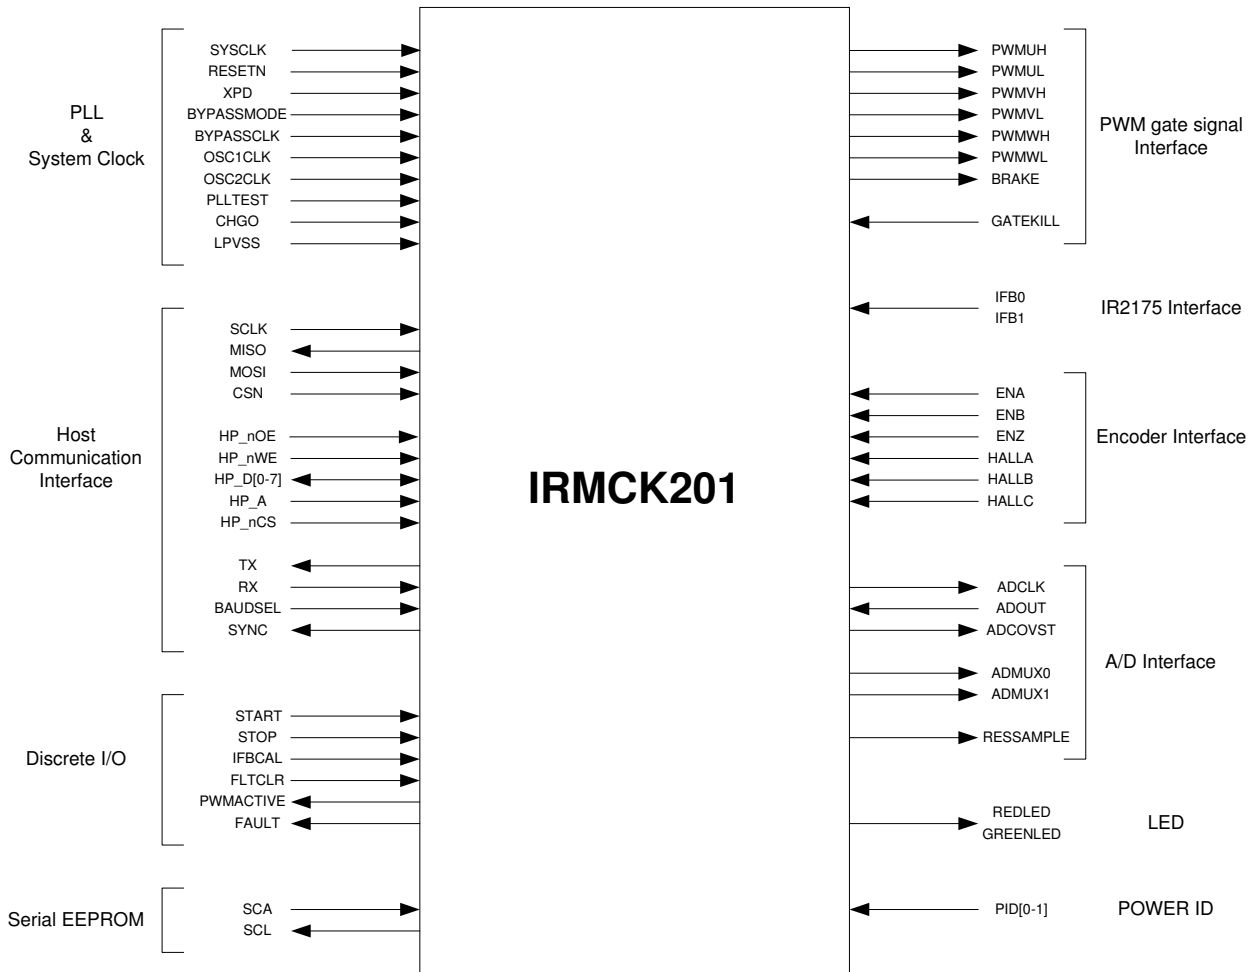 PLL
&
System Clock
SYSCLK
RESETN
XPD
BYPASSMODE
BYPASSCLK
OSC1CLK
OSC2CLK
PLLTEST
CHGO
LPVSS
Host
Communication
Interface
SCLK
MISO
MOSI
CSN
HP_nOE
HP_nWE
HP_D[0-7]
HP_A
HP_nCS
TX
RX
BAUDSEL
SYNC
Discrete I/O
START
STOP
IFBCAL
FLTCLR
PWMACTIVE
FAULT
Serial EEPROM
SCA
SCL
IRMCK201
PWMUH
PWMUL
PWMVH
PWMVL
PWMWH
PWMWL
BRAKE
GATEKILL
PWM gate signal
Interface
IFB0
IFB1
IR2175 Interface
ENA
ENB
ENZ
HALLA
HALLB
HALLC
Encoder Interface
ADCLK
ADOUT
ADCOVST
ADMUX0
ADMUX1
RESSAMPLE
A/D Interface
REDLED
GREENLED
LED
PID[0-1]
POWER ID